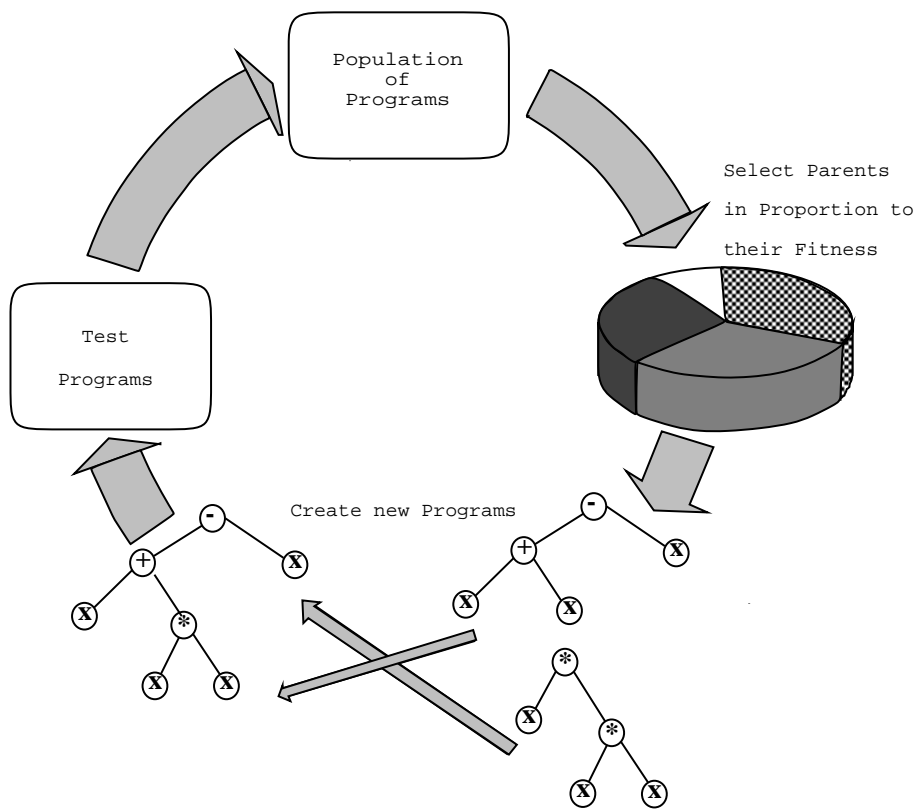 Population
of
Programs
Select Parents
in Proportion to
their Fitness
Test
Programs
Create new Programs
-
+
x
x
*
x
x
-
+
x
x
x
*
x
*
x
x